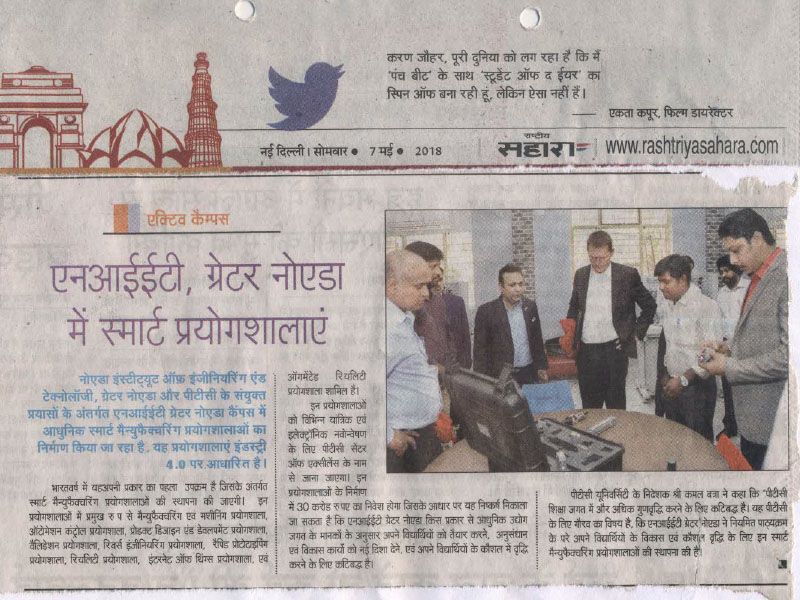 करण जौहर, पूरी दुनिया को लग रहा है कि मैं
'पंच बीट' के साथ 'स्टूडेंट ऑफ द ईयर' का
स्पिन ऑफ बना रही हूं, लेकिन ऐसा नहीं हैं।
— एकता कपूर, फिल्म डायरेक्टर
नई दिल्ली। सोमवार ● 7 मई ● 2018
राष्ट्रीय
सहारा
www.rashtriyasahara.com
एक्टिव कैम्पस
एनआईईटी, ग्रेटर नोएडा
में स्मार्ट प्रयोगशालाएं
नोएडा इंस्टीट्यूट ऑफ़ इंजीनियरिंग एंड
टेक्नोलॉजी, ग्रेटर नोएडा और पीटीसी के संयुक्त
प्रयासों के अंतर्गत एनआईईटी ग्रेटर नोएडा कैंपस में
आधुनिक स्मार्ट मैन्युफैक्चरिंग प्रयोगशालाओं का
निर्माण किया जा रहा है. यह प्रयोगशालाएं इंडस्ट्री
4.0 पर आधारित है।
भारतवर्ष में यहअपनी प्रकार का पहला उपक्रम है जिसके अंतर्गत
स्मार्ट मैन्युफैक्चरिंग प्रयोगशालाओं की स्थापना की जाएगी। इन
प्रयोगशालाओं में प्रमुख रु प से मैन्युफैक्चरिंग एवं मशीनिंग प्रयोगशाला,
ऑटोमेशन कंट्रोल प्रयोगशाला, प्रोडक्ट डिजाइन एंड डेवलपमेंट प्रयोगशाला,
वैलिडेशन प्रयोगशाला, रिवर्स इंजीनियरिंग प्रयोगशाला, रैपिड प्रोटोटाइपिंग
प्रयोगशाला, रियलिटी प्रयोगशाला, इंटरनेट ऑफ थिंग्स प्रयोगशाला, एवं
ऑगमेंटेड रियलिटी
प्रयोगशाला शामिल है।
इन प्रयोगशालाओं
को विभिन्न यांत्रिक एवं
इलेक्ट्रॉनिक नवोन्वेषण
के लिए पीटीसी सेंटर
ऑफ एक्सीलेंस के नाम
से जाना जाएगा। इन
प्रयोगशालाओं के निर्माण
में 30 करोड रुपए का निवेश होगा जिसके आधार पर यह निष्कर्ष निकाला
जा सकता है कि एनआईईटी ग्रेटर नोएडा किस प्रकार से आधुनिक उद्योग
जगत के मानकों के अनुसार अपने विद्यार्थियों को तैयार करने, अनुसंधान
एवं विकास कार्यो को नई दिशा देने, एवं अपने विद्यार्थियों के कौशल में वृद्धि
करने के लिए कटिबद्ध है।
पीटीसी यूनिवर्सिटी के निदेशक श्री कमल बत्रा ने कहा कि "पीटीसी
शिक्षा जगत में और अधिक गुणवृद्धि करने के लिए कटिबद्ध है। यह पीटीसी
के लिए गौरव का विषय है, कि एनआईईटी ग्रेटर नोएडा ने नियमित पाठ्यक्रम
के परे अपने विद्यार्थियों के विकास एवं कौशल वृद्धि के लिए इन स्मार्ट
मैन्युफैक्चरिंग प्रयोगशालाओं की स्थापना की है।